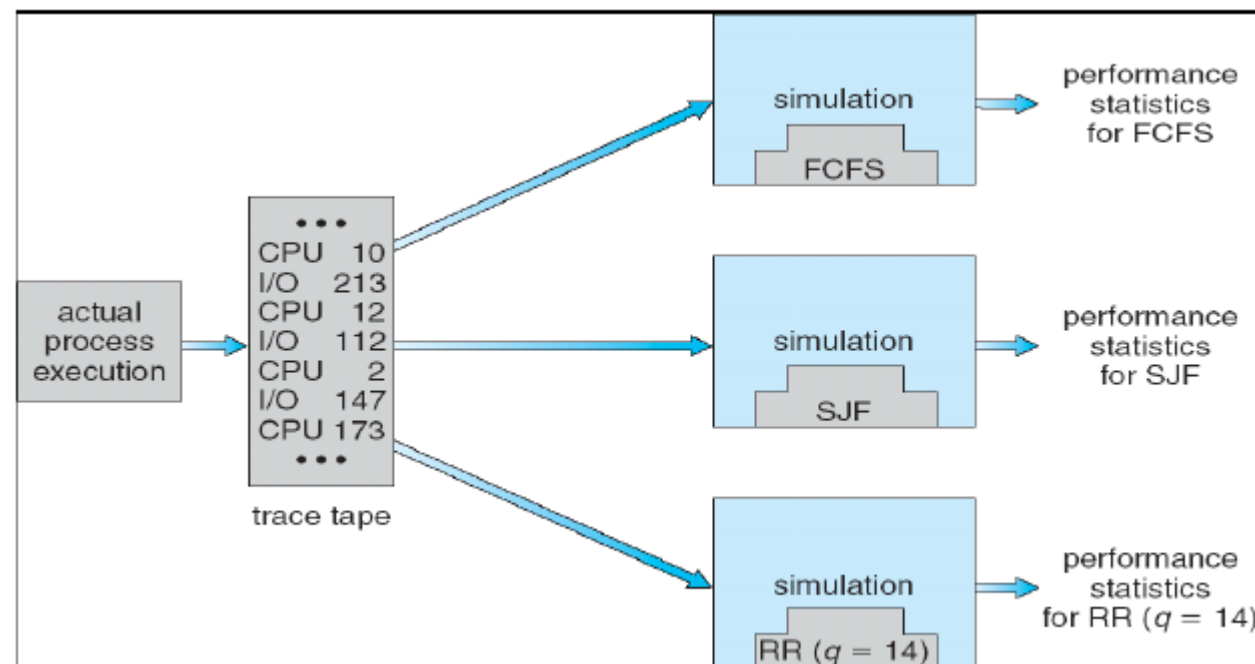 actual
process
execution
• • •
CPU 10
I/O 213
CPU 12
I/O 112
CPU 2
I/O 147
CPU 173
• • •
trace tape
simulation
FCFS
performance
statistics
for FCFS
simulation
SJF
performance
statistics
for SJF
simulation
RR (q = 14)
performance
statistics
for RR (q = 14)